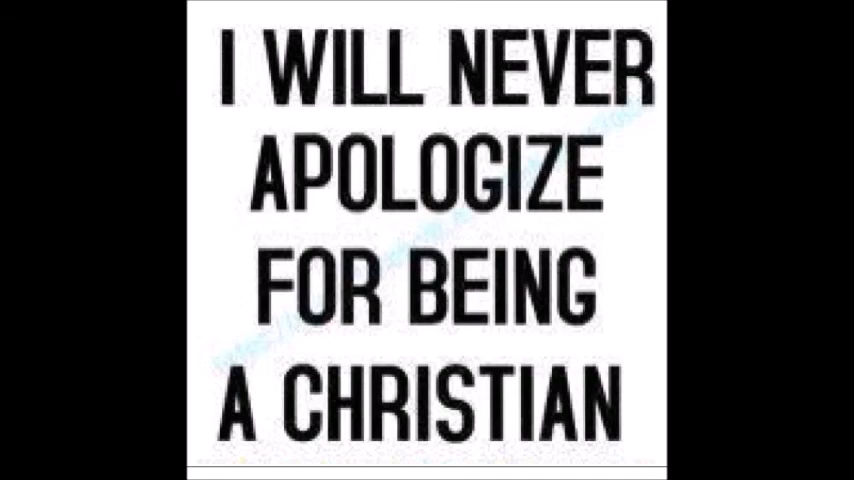 I WILL NEVER
APOLOGIZE
FOR BEING
A CHRISTIAN